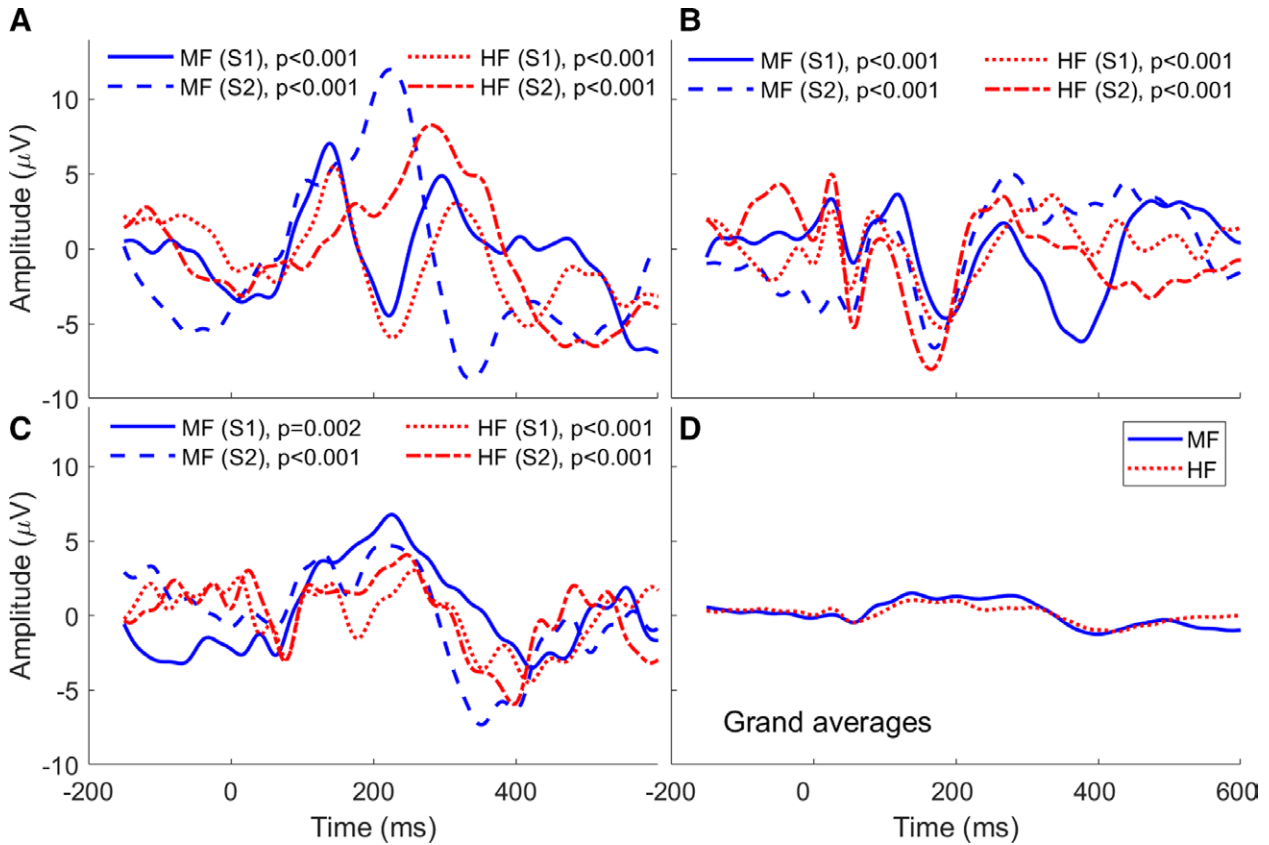 A
MF (S1), p<0.001
HF (S1), p<0.001
MF (S2), p<0.001
HF (S2), p<0.001
Amplitude (μV)
10
5
0
-5
-10
B
MF (S1), p<0.001
HF (S1), p<0.001
MF (S2), p<0.001
HF (S2), p<0.001
C
MF (S1), p=0.002
HF (S1), p<0.001
MF (S2), p<0.001
HF (S2), p<0.001
Amplitude (μV)
10
5
0
-5
-10
-200 0 200 400
Time (ms)
D
MF
HF
Grand averages
-200 0 200 400 600
Time (ms)